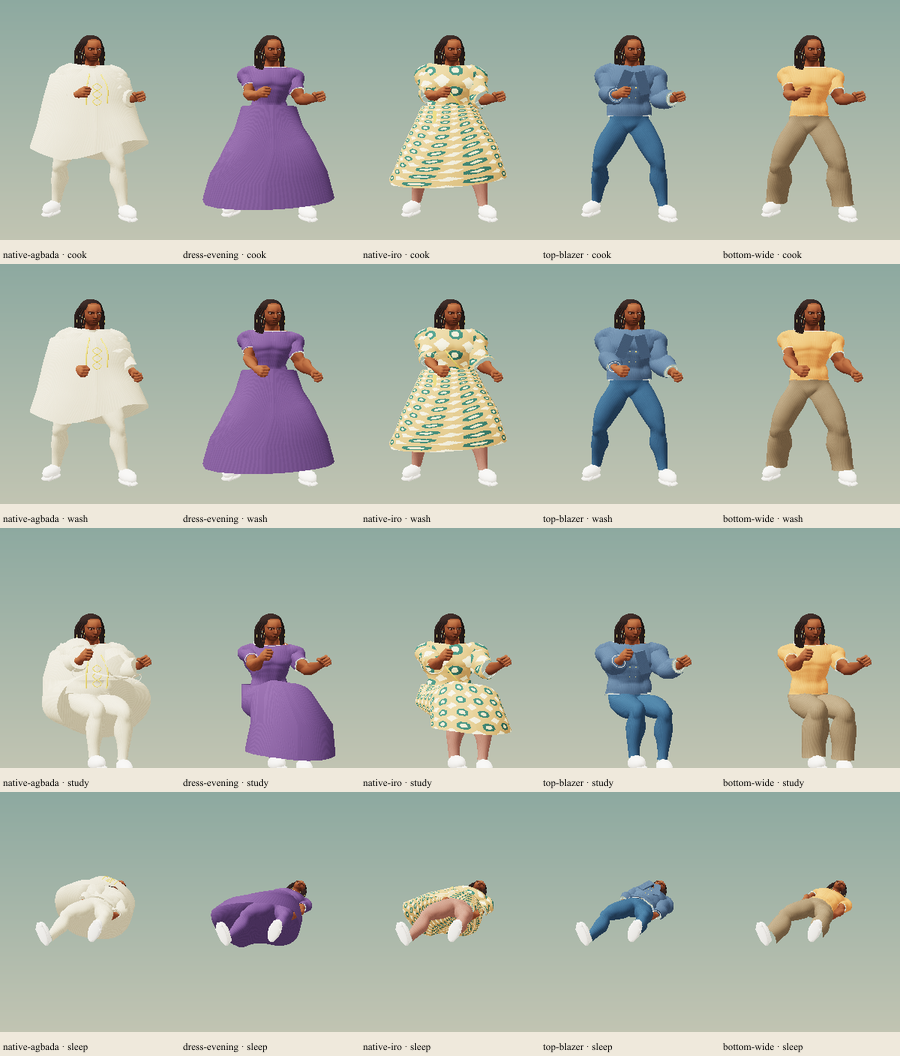 native-agbada · cook dress-evening · cook native-iro · cook top-blazer · cook bottom-wide · cook
native-agbada · wash dress-evening · wash native-iro · wash top-blazer · wash bottom-wide · wash
native-agbada · study dress-evening · study native-iro · study top-blazer · study bottom-wide · study
native-agbada · sleep dress-evening · sleep native-iro · sleep top-blazer · sleep bottom-wide · sleep